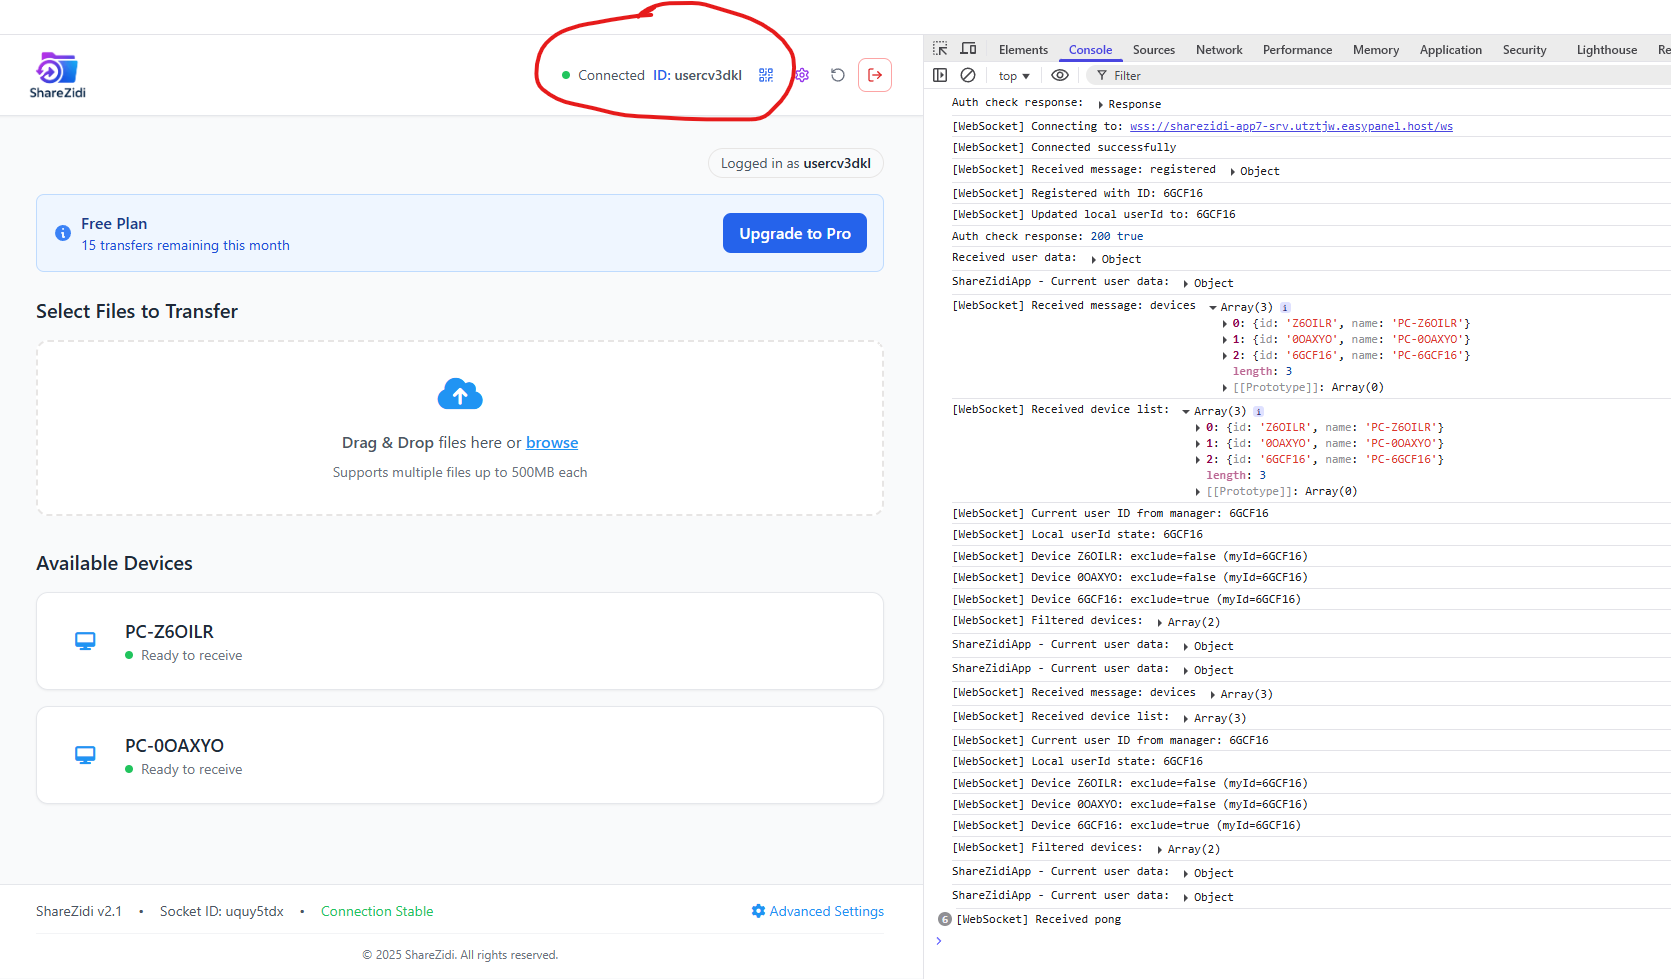 ShareZidi
Connected ID: usercv3dkl
Logged in as usercv3dkl
Free Plan
15 transfers remaining this month
Upgrade to Pro
Select Files to Transfer
Drag & Drop files here or browse
Supports multiple files up to 500MB each
Available Devices
PC-Z6OILR
Ready to receive
PC-0OAXYO
Ready to receive
ShareZidi v2.1 • Socket ID: uquy5tdx • Connection Stable
Advanced Settings
© 2025 ShareZidi. All rights reserved.
Elements Console Sources Network Performance Memory Application Security Lighthouse Re
top ▼ Filter
Auth check response: ▶ Response
[WebSocket] Connecting to: wss://sharezidi-app7-srv.utztjw.easypanel.host/ws
[WebSocket] Connected successfully
[WebSocket] Received message: registered ▶ Object
[WebSocket] Registered with ID: 6GCF16
[WebSocket] Updated local userId to: 6GCF16
Auth check response: 200 true
Received user data: ▶ Object
ShareZidiApp - Current user data: ▶ Object
[WebSocket] Received message: devices ▼ Array(3) i
▶ 0: {id: 'Z6OILR', name: 'PC-Z6OILR'}
▶ 1: {id: '0OAXYO', name: 'PC-0OAXYO'}
▶ 2: {id: '6GCF16', name: 'PC-6GCF16'}
length: 3
▶ [[Prototype]]: Array(0)
[WebSocket] Received device list: ▼ Array(3) i
▶ 0: {id: 'Z6OILR', name: 'PC-Z6OILR'}
▶ 1: {id: '0OAXYO', name: 'PC-0OAXYO'}
▶ 2: {id: '6GCF16', name: 'PC-6GCF16'}
length: 3
▶ [[Prototype]]: Array(0)
[WebSocket] Current user ID from manager: 6GCF16
[WebSocket] Local userId state: 6GCF16
[WebSocket] Device Z6OILR: exclude=false (myId=6GCF16)
[WebSocket] Device 0OAXYO: exclude=false (myId=6GCF16)
[WebSocket] Device 6GCF16: exclude=true (myId=6GCF16)
[WebSocket] Filtered devices: ▶ Array(2)
ShareZidiApp - Current user data: ▶ Object
ShareZidiApp - Current user data: ▶ Object
[WebSocket] Received message: devices ▶ Array(3)
[WebSocket] Received device list: ▶ Array(3)
[WebSocket] Current user ID from manager: 6GCF16
[WebSocket] Local userId state: 6GCF16
[WebSocket] Device Z6OILR: exclude=false (myId=6GCF16)
[WebSocket] Device 0OAXYO: exclude=false (myId=6GCF16)
[WebSocket] Device 6GCF16: exclude=true (myId=6GCF16)
[WebSocket] Filtered devices: ▶ Array(2)
ShareZidiApp - Current user data: ▶ Object
ShareZidiApp - Current user data: ▶ Object
6 [WebSocket] Received pong
>